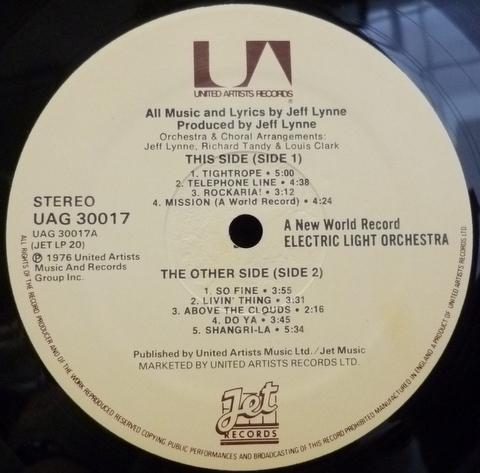 UA
UNITED ARTISTS RECORDS
®
All Music and Lyrics by Jeff Lynne
Produced by Jeff Lynne
Orchestra & Choral Arrangements:
Jeff Lynne, Richard Tandy & Louis Clark
THIS SIDE (SIDE 1)
1. TIGHTROPE • 5:00
2. TELEPHONE LINE • 4:38
3. ROCKARIA! • 3:12
4. MISSION (A World Record) • 4:24
STEREO
UAG 30017
UAG 30017A
(JET LP 20)
℗ 1976 United Artists
Music And Records
Group Inc.
A New World Record
ELECTRIC LIGHT ORCHESTRA
THE OTHER SIDE (SIDE 2)
1. SO FINE • 3:55
2. LIVIN' THING • 3:31
3. ABOVE THE CLOUDS • 2:16
4. DO YA • 3:45
5. SHANGRI-LA • 5:34
Published by United Artists Music Ltd./Jet Music
MARKETED BY UNITED ARTISTS RECORDS LTD.
Jet
RECORDS
ALL RIGHTS OF THE RECORD PRODUCER AND OF THE WORK REPRODUCED RESERVED COPYING PUBLIC PERFORMANCES AND BROADCASTING OF THIS RECORD PROHIBITED MANUFACTURED IN ENGLAND A PRODUCT OF UNITED ARTISTS RECORDS LTD.